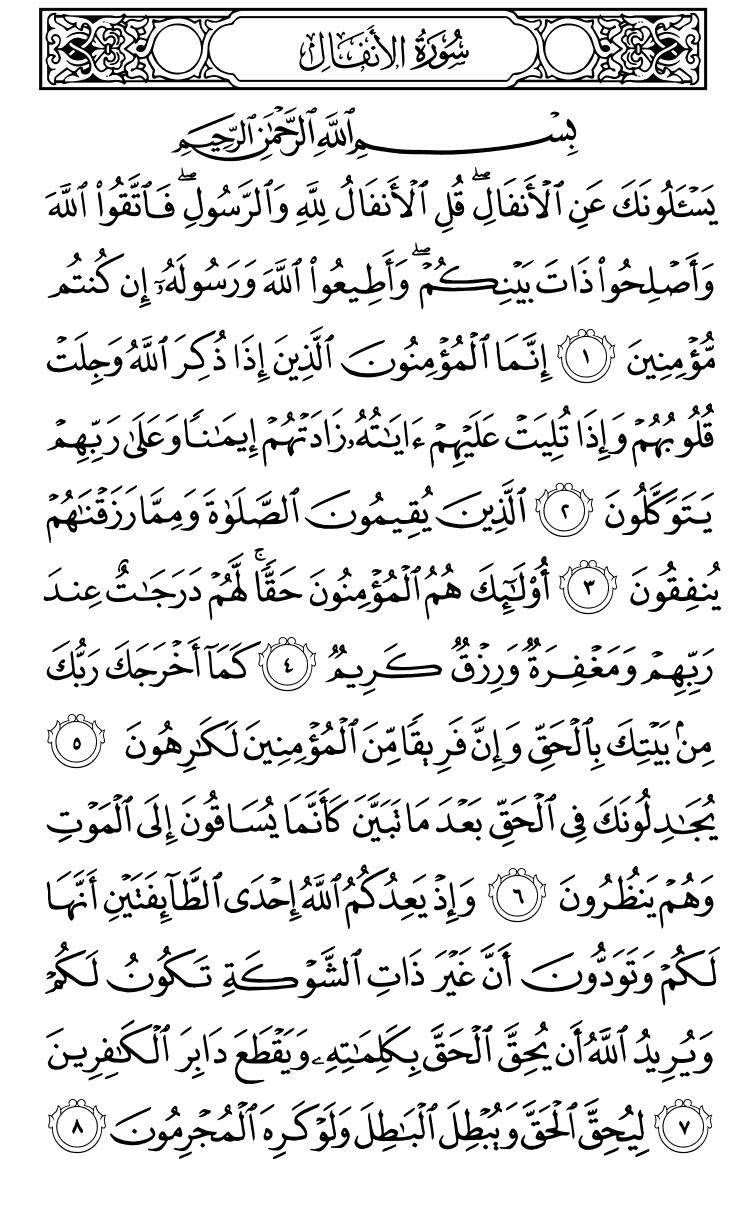 سُورَةُ الأَنفَالِ
بِسْمِ ٱللَّهِ ٱلرَّحْمَٰنِ ٱلرَّحِيمِ
يَسْـَٔلُونَكَ عَنِ ٱلْأَنفَالِ ۖ قُلِ ٱلْأَنفَالُ لِلَّهِ وَٱلرَّسُولِ ۖ فَٱتَّقُوا۟ ٱللَّهَ
وَأَصْلِحُوا۟ ذَاتَ بَيْنِكُمْ ۖ وَأَطِيعُوا۟ ٱللَّهَ وَرَسُولَهُۥٓ إِن كُنتُم
مُّؤْمِنِينَ ١ إِنَّمَا ٱلْمُؤْمِنُونَ ٱلَّذِينَ إِذَا ذُكِرَ ٱللَّهُ وَجِلَتْ
قُلُوبُهُمْ وَإِذَا تُلِيَتْ عَلَيْهِمْ ءَايَٰتُهُۥ زَادَتْهُمْ إِيمَٰنًا وَعَلَىٰ رَبِّهِمْ
يَتَوَكَّلُونَ ٢ ٱلَّذِينَ يُقِيمُونَ ٱلصَّلَوٰةَ وَمِمَّا رَزَقْنَٰهُمْ
يُنفِقُونَ ٣ أُو۟لَٰٓئِكَ هُمُ ٱلْمُؤْمِنُونَ حَقًّا ۚ لَّهُمْ دَرَجَٰتٌ عِندَ
رَبِّهِمْ وَمَغْفِرَةٌ وَرِزْقٌ كَرِيمٌ ٤ كَمَآ أَخْرَجَكَ رَبُّكَ
مِنۢ بَيْتِكَ بِٱلْحَقِّ وَإِنَّ فَرِيقًا مِّنَ ٱلْمُؤْمِنِينَ لَكَٰرِهُونَ ٥
يُجَٰدِلُونَكَ فِى ٱلْحَقِّ بَعْدَ مَا تَبَيَّنَ كَأَنَّمَا يُسَاقُونَ إِلَى ٱلْمَوْتِ
وَهُمْ يَنظُرُونَ ٦ وَإِذْ يَعِدُكُمُ ٱللَّهُ إِحْدَى ٱلطَّآئِفَتَيْنِ أَنَّهَا
لَكُمْ وَتَوَدُّونَ أَنَّ غَيْرَ ذَاتِ ٱلشَّوْكَةِ تَكُونُ لَكُمْ
وَيُرِيدُ ٱللَّهُ أَن يُحِقَّ ٱلْحَقَّ بِكَلِمَٰتِهِۦ وَيَقْطَعَ دَابِرَ ٱلْكَٰفِرِينَ
٧ لِيُحِقَّ ٱلْحَقَّ وَيُبْطِلَ ٱلْبَٰطِلَ وَلَوْ كَرِهَ ٱلْمُجْرِمُونَ ٨